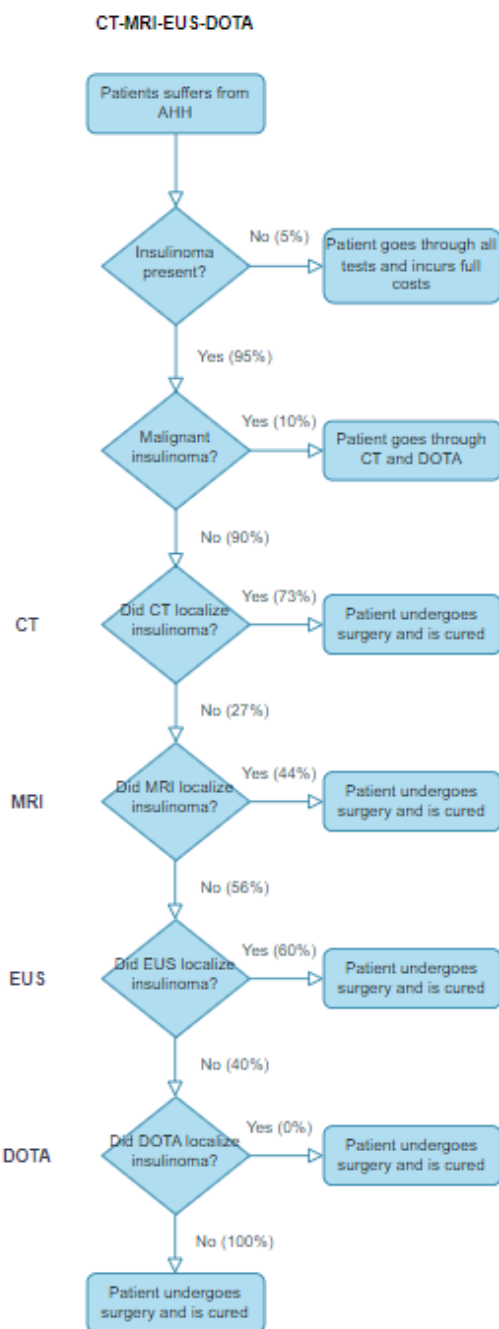 CT-MRI-EUS-DOTA
Patients suffers from
AHH
Insulinoma
present?
No (5%)
Patient goes through all
tests and incurs full
costs
Yes (95%)
Malignant
insulinoma?
Yes (10%)
Patient goes through
CT and DOTA
No (90%)
CT
Did CT localize
insulinoma?
Yes (73%)
Patient undergoes
surgery and is cured
No (27%)
MRI
Did MRI localize
insulinoma?
Yes (44%)
Patient undergoes
surgery and is cured
No (56%)
EUS
Did EUS localize
insulinoma?
Yes (60%)
Patient undergoes
surgery and is cured
No (40%)
DOTA
Did DOTA localize
insulinoma?
Yes (0%)
Patient undergoes
surgery and is cured
No (100%)
Patient undergoes
surgery and is cured